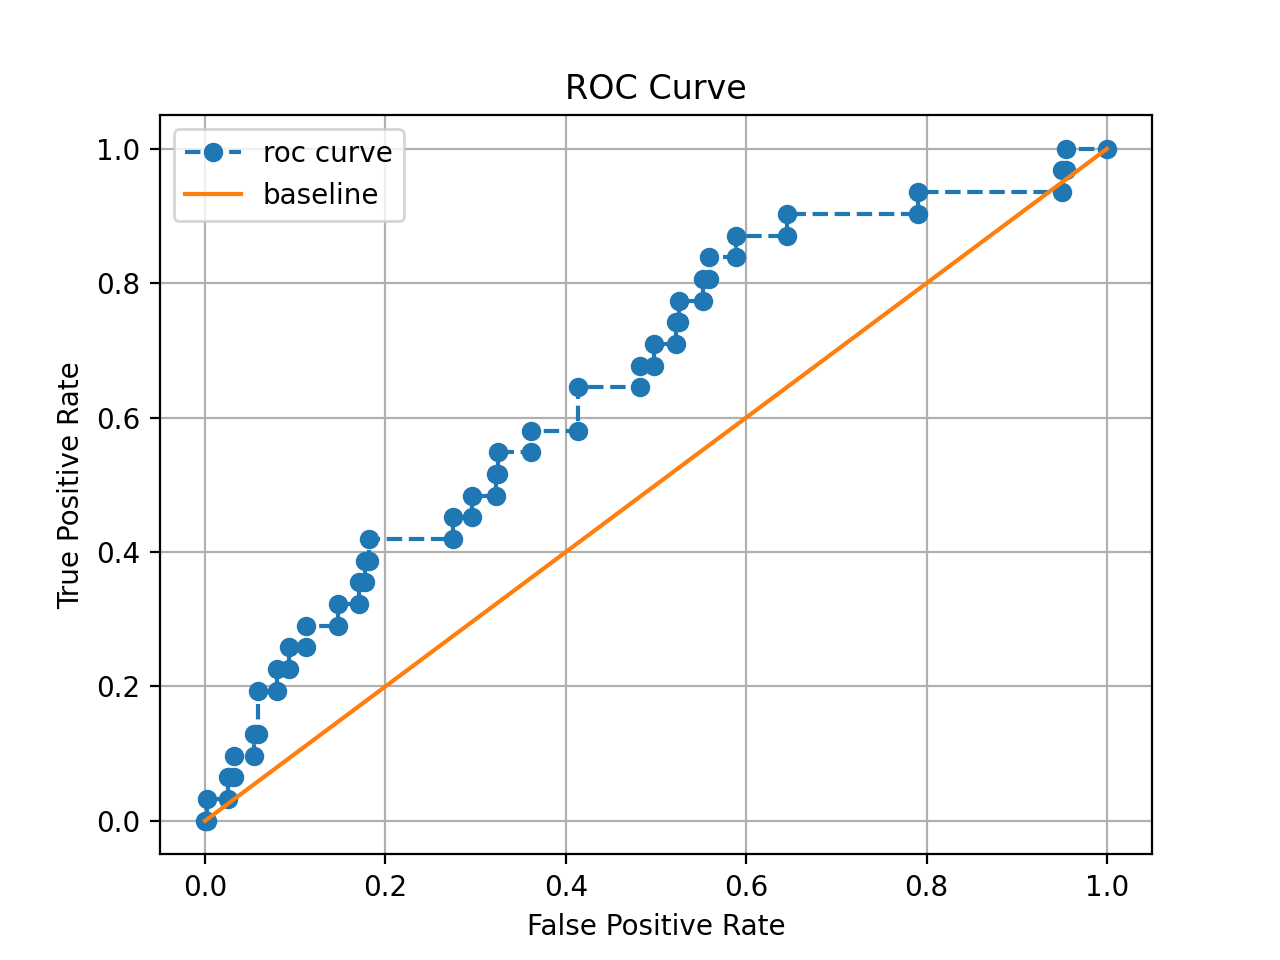 ROC Curve
roc curve
baseline
1.0
0.8
0.6
0.4
0.2
0.0
True Positive Rate
0.0 0.2 0.4 0.6 0.8 1.0
False Positive Rate